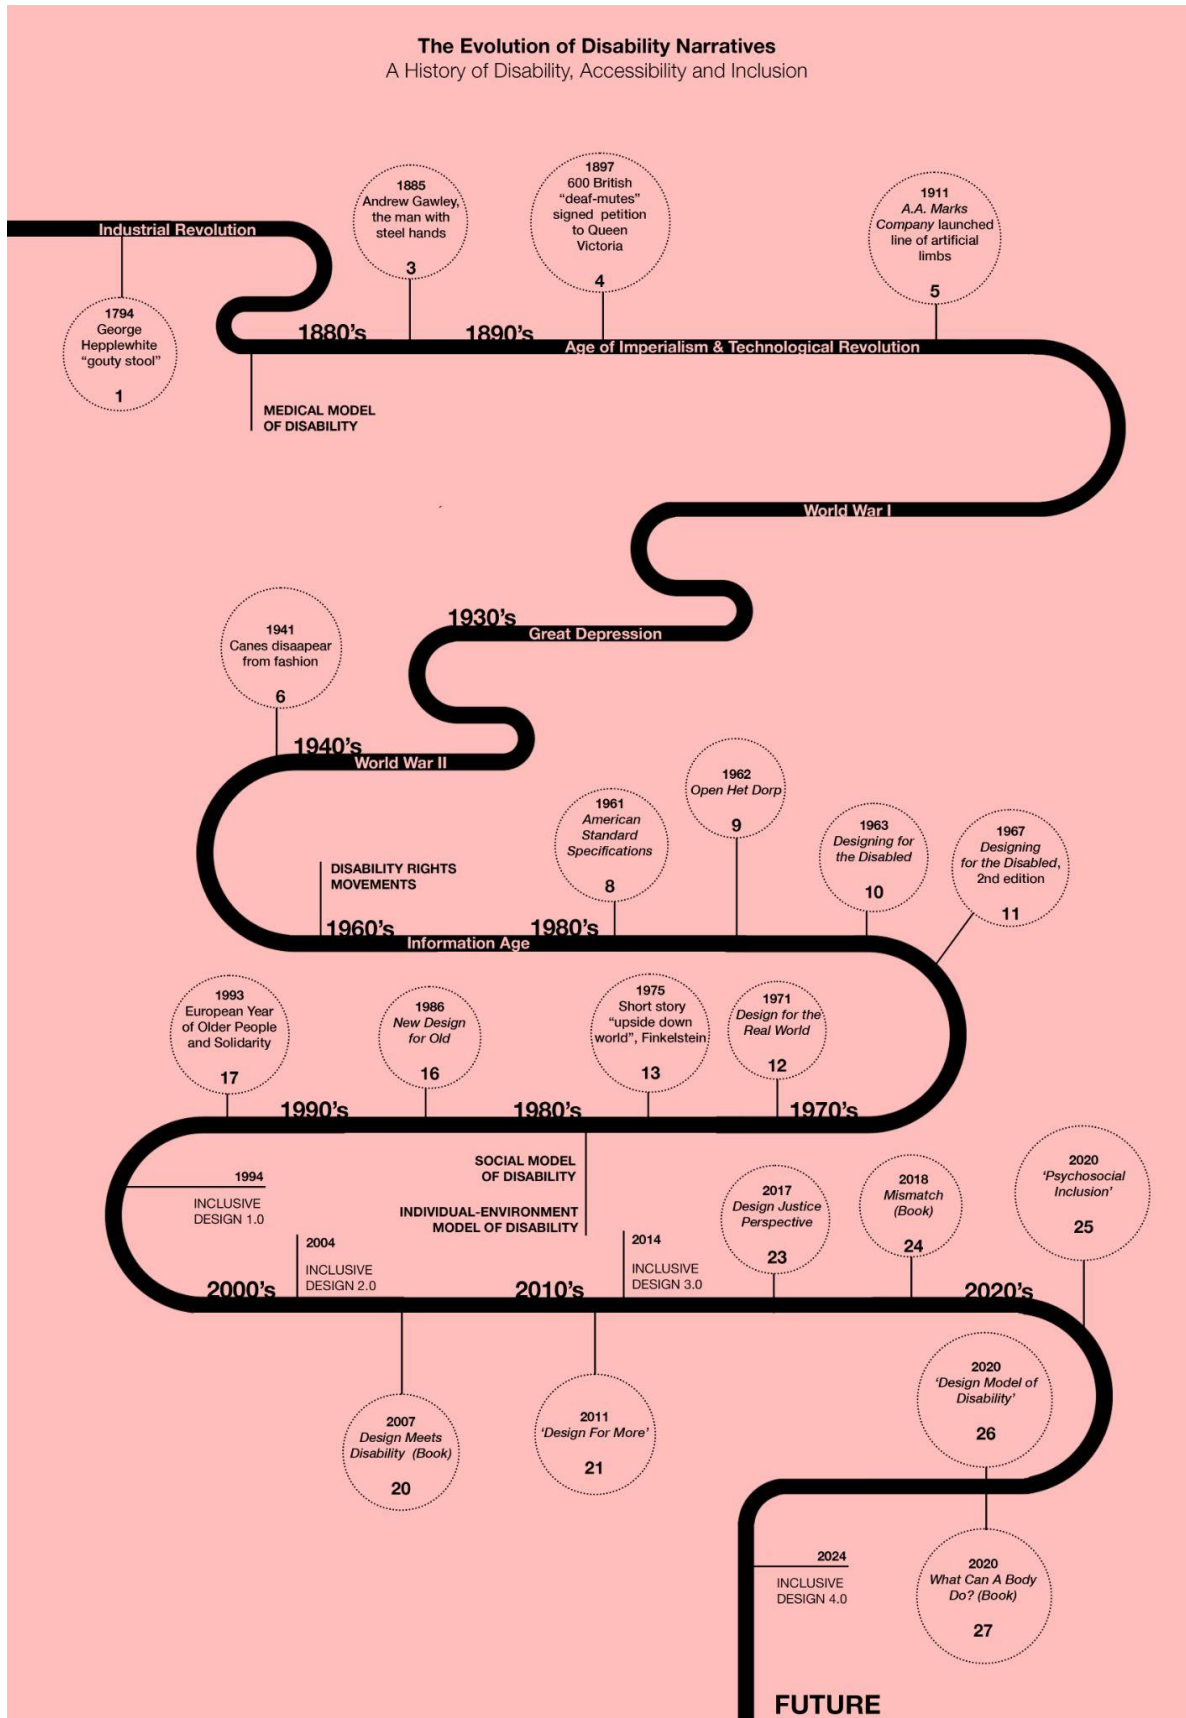 The Evolution of Disability Narratives
A History of Disability, Accessibility and Inclusion
Industrial Revolution
1794
George
Hepplewhite
“gouty stool”
1
1885
Andrew Gawley,
the man with
steel hands
3
1897
600 British
“deaf-mutes”
signed petition
to Queen
Victoria
4
1911
A.A. Marks
Company launched
line of artificial
limbs
5
1880’s
1890’s
Age of Imperialism & Technological Revolution
MEDICAL MODEL
OF DISABILITY
World War I
1930’s
Great Depression
1941
Canes disaapear
from fashion
6
1940’s
World War II
DISABILITY RIGHTS
MOVEMENTS
1961
American
Standard
Specifications
8
1962
Open Het Dorp
9
1963
Designing for
the Disabled
10
1967
Designing
for the Disabled,
2nd edition
11
1960’s
Information Age
1980’s
1993
European Year
of Older People
and Solidarity
17
1986
New Design
for Old
16
1975
Short story
“upside down
world”, Finkelstein
13
1971
Design for the
Real World
12
1990’s
1980’s
1970’s
SOCIAL MODEL
OF DISABILITY
INDIVIDUAL-ENVIRONMENT
MODEL OF DISABILITY
1994
INCLUSIVE
DESIGN 1.0
2004
INCLUSIVE
DESIGN 2.0
2014
INCLUSIVE
DESIGN 3.0
2017
Design Justice
Perspective
23
2018
Mismatch
(Book)
24
2020
‘Psychosocial
Inclusion’
25
2000’s
2010’s
2020’s
2007
Design Meets
Disability (Book)
20
2011
‘Design For More’
21
2020
‘Design Model of
Disability’
26
2024
INCLUSIVE
DESIGN 4.0
2020
What Can A Body
Do? (Book)
27
FUTURE